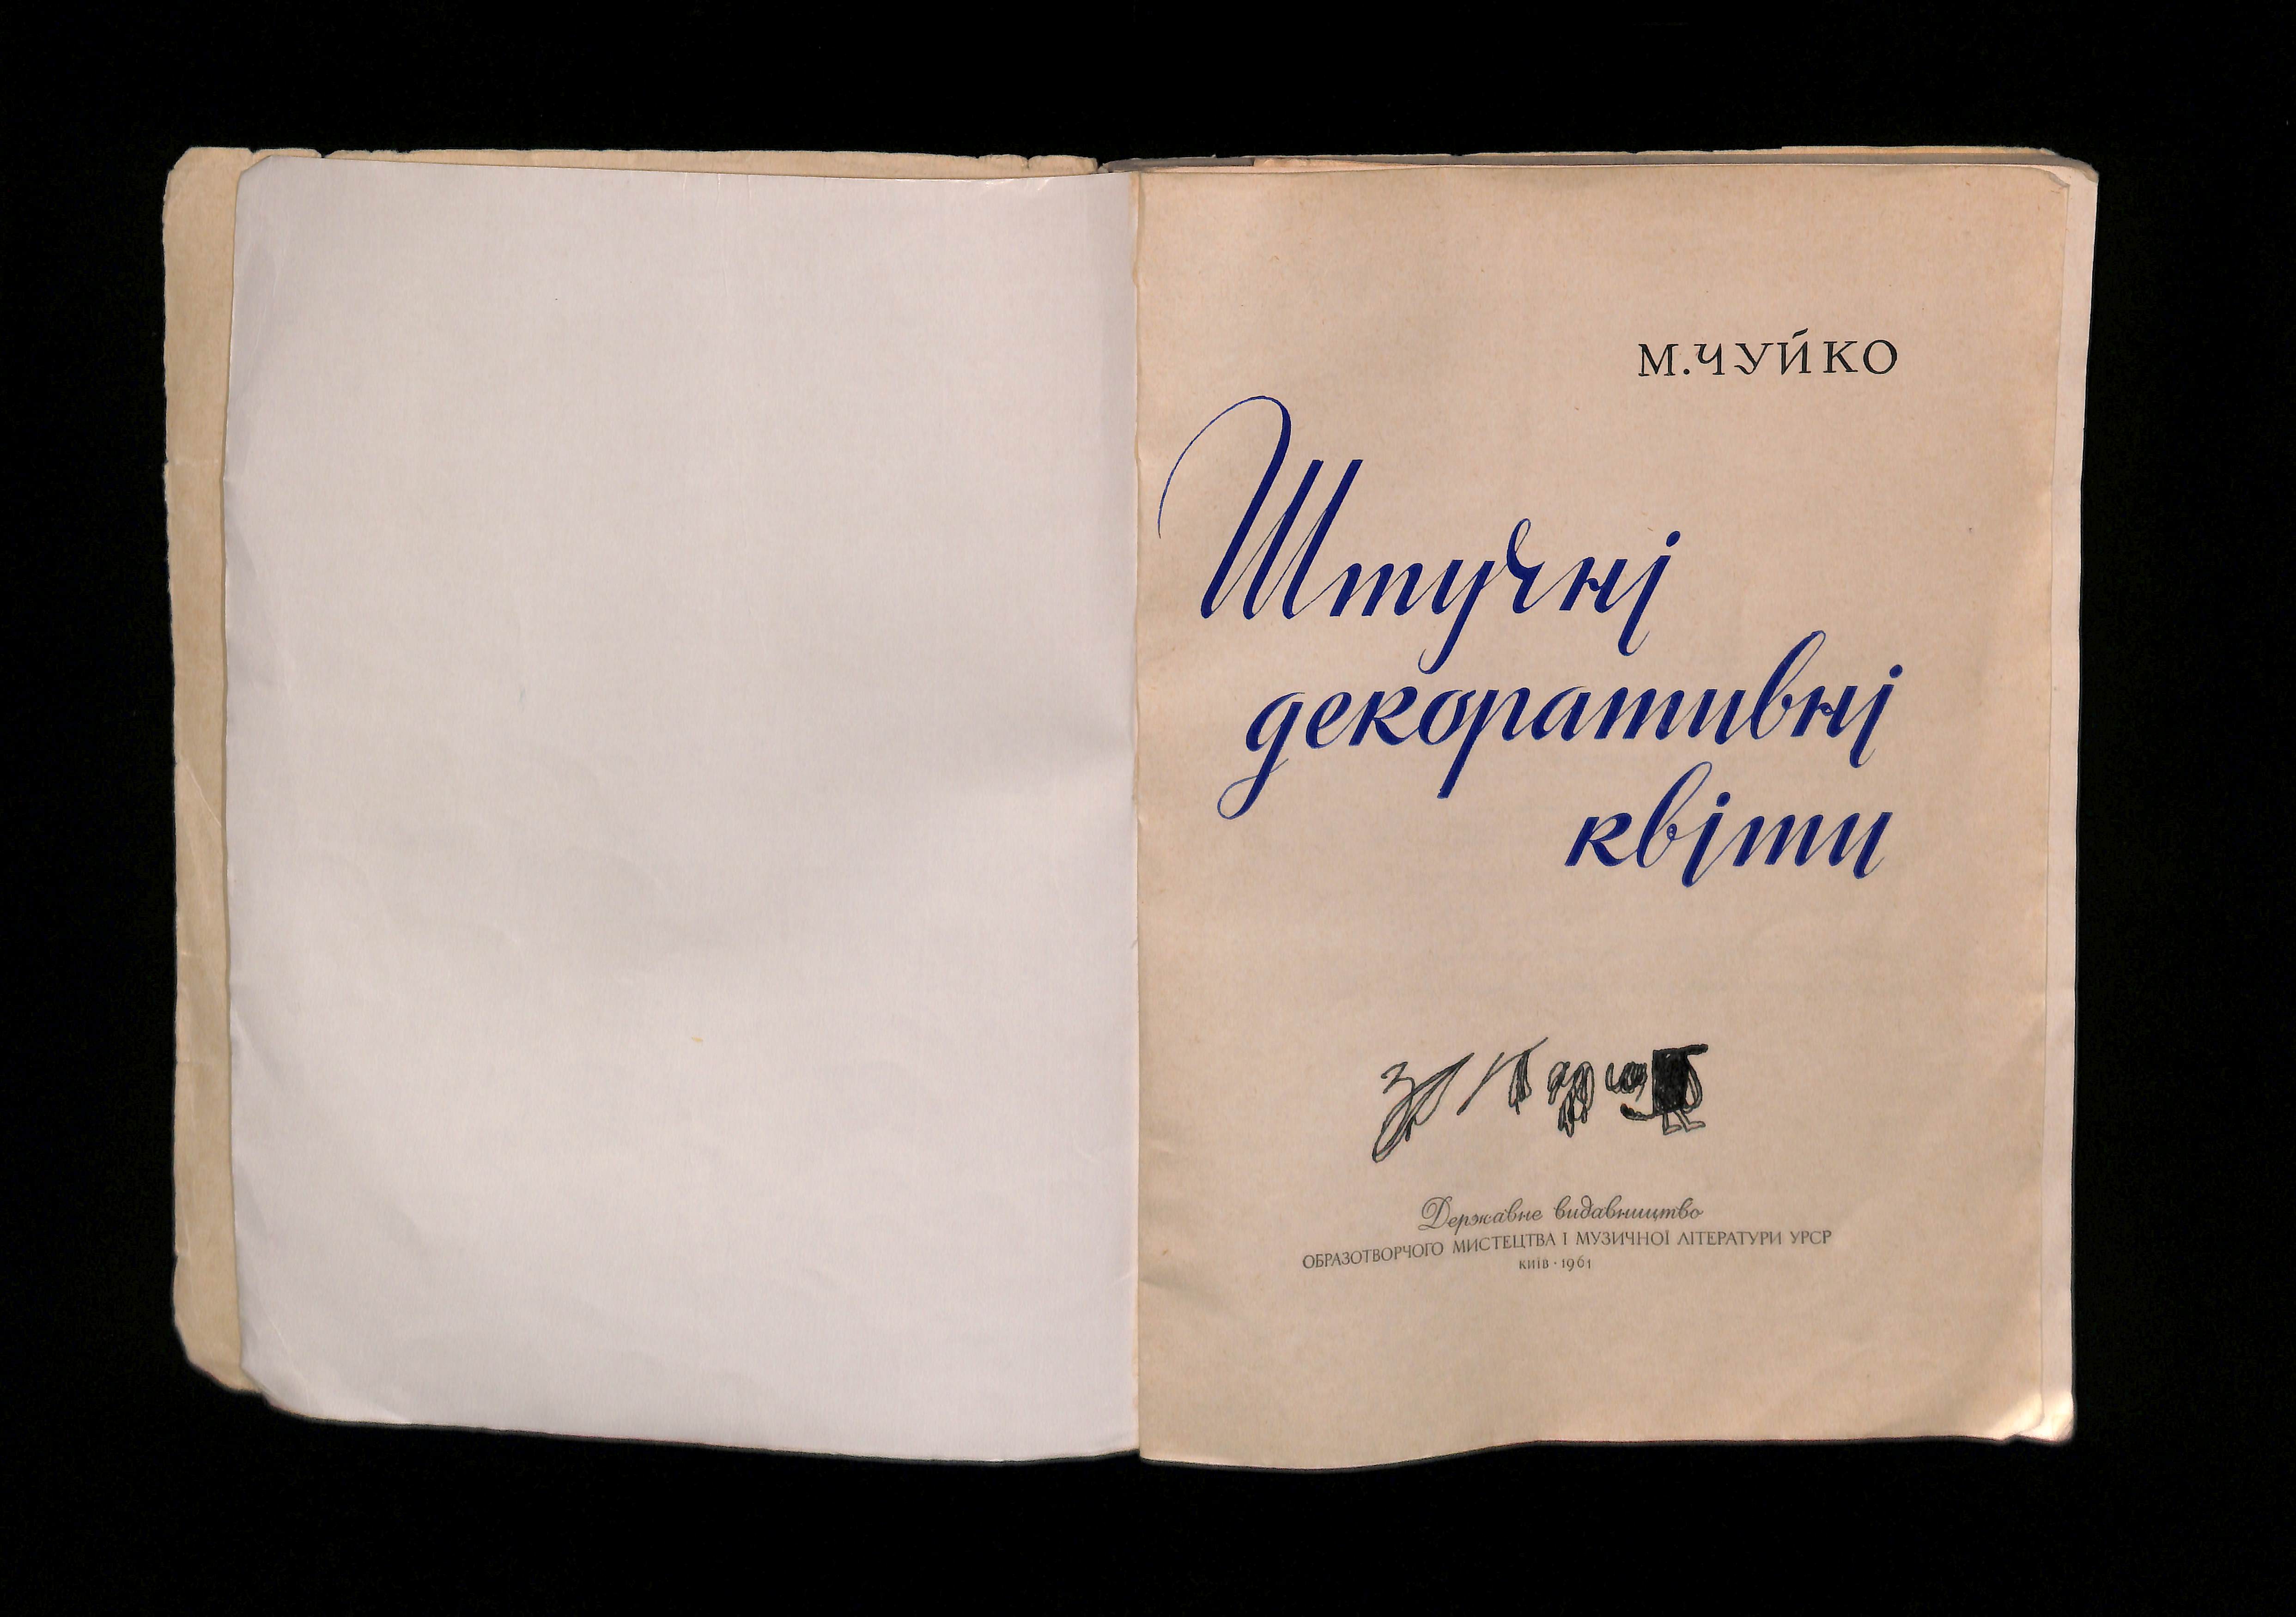 М.ЧУЙКО
Штучні
декоративні
квіти
Державне видавництво
ОБРАЗОТВОРЧОГО МИСТЕЦТВА І МУЗИЧНОЇ ЛІТЕРАТУРИ УРСР
КИЇВ · 1961